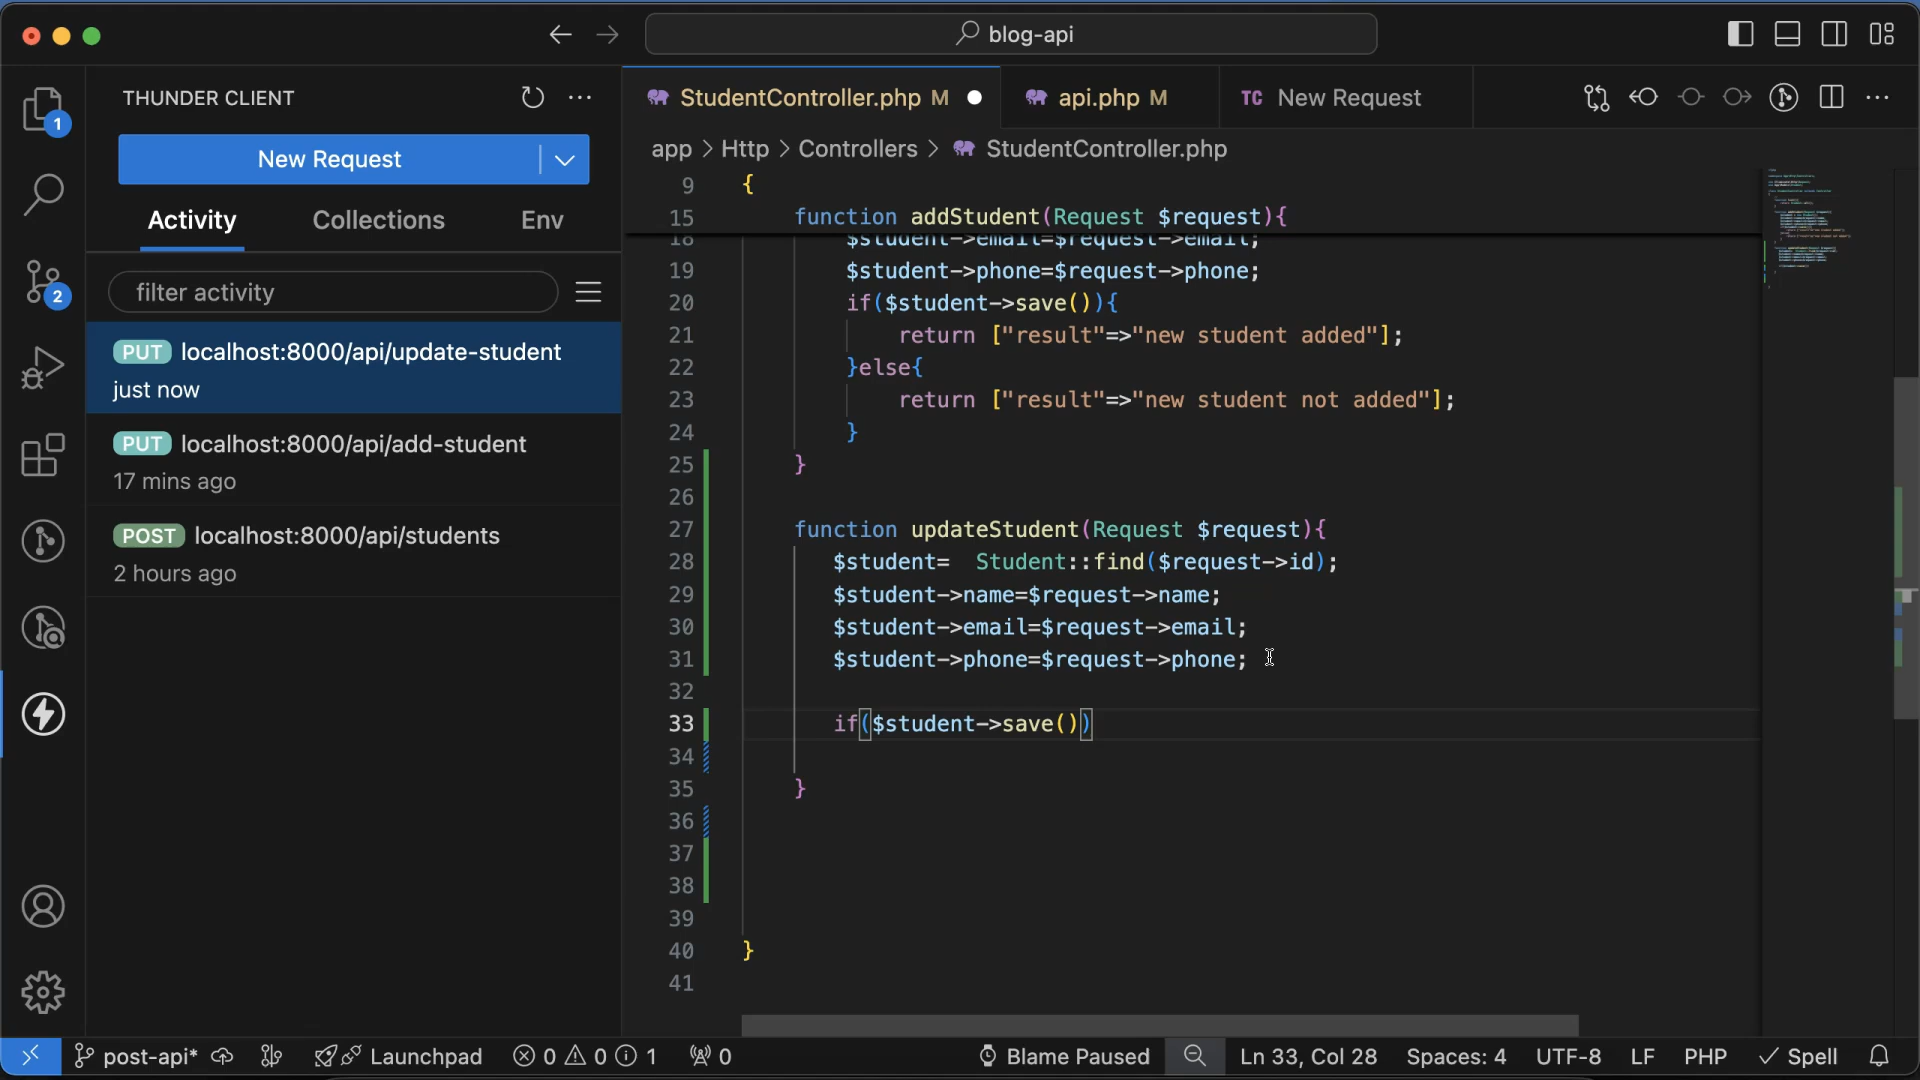 blog-api
THUNDER CLIENT
New Request
Activity
Collections
Env
filter activity
PUT localhost:8000/api/update-student
just now
PUT localhost:8000/api/add-student
17 mins ago
POST localhost:8000/api/students
2 hours ago
1
2
StudentController.php M
api.php M
TC New Request
app > Http > Controllers > StudentController.php
9 {
15 function addStudent(Request $request){
18 $student->email=$request->email;
19 $student->phone=$request->phone;
20 if($student->save()){
21 return ["result"=>"new student added"];
22 }else{
23 return ["result"=>"new student not added"];
24 }
25 }
26
27 function updateStudent(Request $request){
28 $student=  Student::find($request->id);
29 $student->name=$request->name;
30 $student->email=$request->email;
31 $student->phone=$request->phone;
32
33 if($student->save())
34
35 }
36
37
38
39
40 }
41
post-api* Launchpad 0 0 1 0 Blame Paused Ln 33, Col 28 Spaces: 4 UTF-8 LF PHP Spell